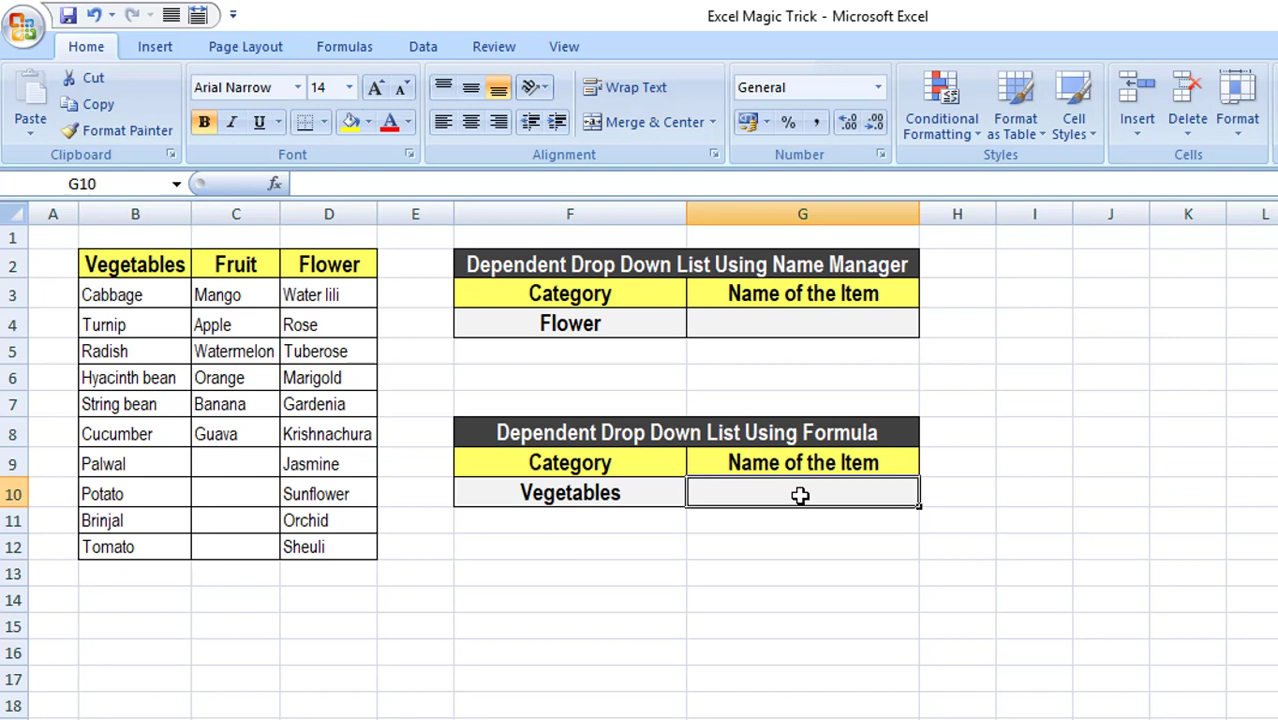 Excel Magic Trick - Microsoft Excel
Home Insert Page Layout Formulas Data Review View
Paste
Cut
Copy
Format Painter
Clipboard
Arial Narrow 14 A A
B I U A
Font
Wrap Text
Merge & Center
Alignment
General
% , .00 .0
Number
Conditional Formatting
Format as Table
Cell Styles
Styles
Insert
Delete
Format
Cells
G10 fx
A B C D E F G H I J K L
1
2 Vegetables Fruit Flower Dependent Drop Down List Using Name Manager
3 Cabbage Mango Water lili Category Name of the Item
4 Turnip Apple Rose Flower
5 Radish Watermelon Tuberose
6 Hyacinth bean Orange Marigold
7 String bean Banana Gardenia
8 Cucumber Guava Krishnachura Dependent Drop Down List Using Formula
9 Palwal Jasmine Category Name of the Item
10 Potato Sunflower Vegetables
11 Brinjal Orchid
12 Tomato Sheuli
13
14
15
16
17
18